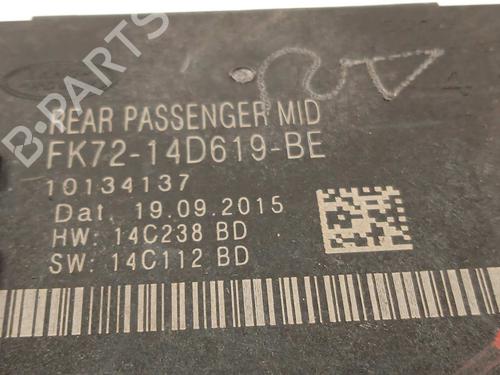 REAR PASSENGER MID
FK72-14D619-BE
10134137
Dat. 19.09.2015
HW: 14C238 BD
SW: 14C112 BD
B-PARTS